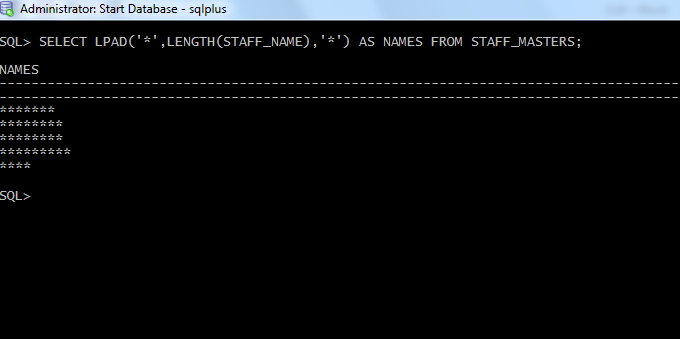 Administrator: Start Database - sqlplus
SQL> SELECT LPAD('*',LENGTH(STAFF_NAME),'*') AS NAMES FROM STAFF_MASTERS;
NAMES
--------------------------------------------------------------------------------------
--------------------------------------------------------------------------------------
*******
********
********
*********
****
SQL>